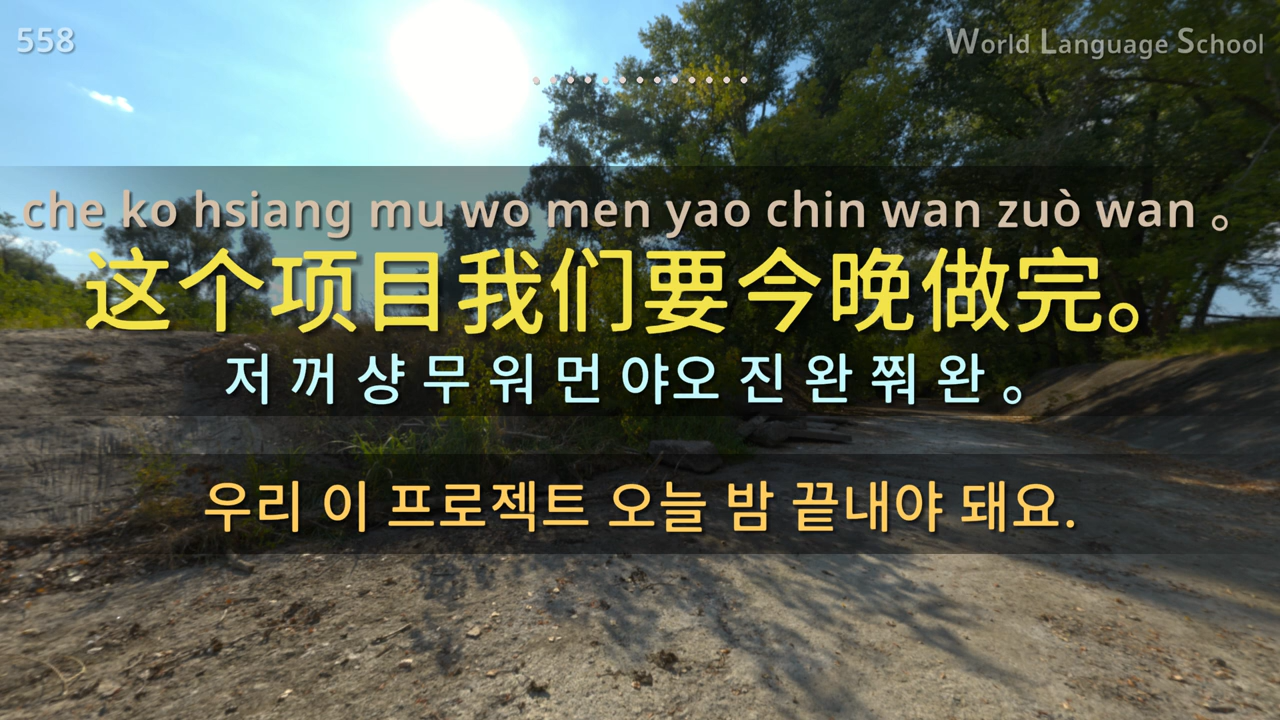 558
World Language School
che ko hsiang mu wo men yao chin wan zuò wan 。
这个项目我们要今晚做完。
저 꺼 샹 무 워 먼 야오 진 완 쭤 완 。
우리 이 프로젝트 오늘 밤 끝내야 돼요.